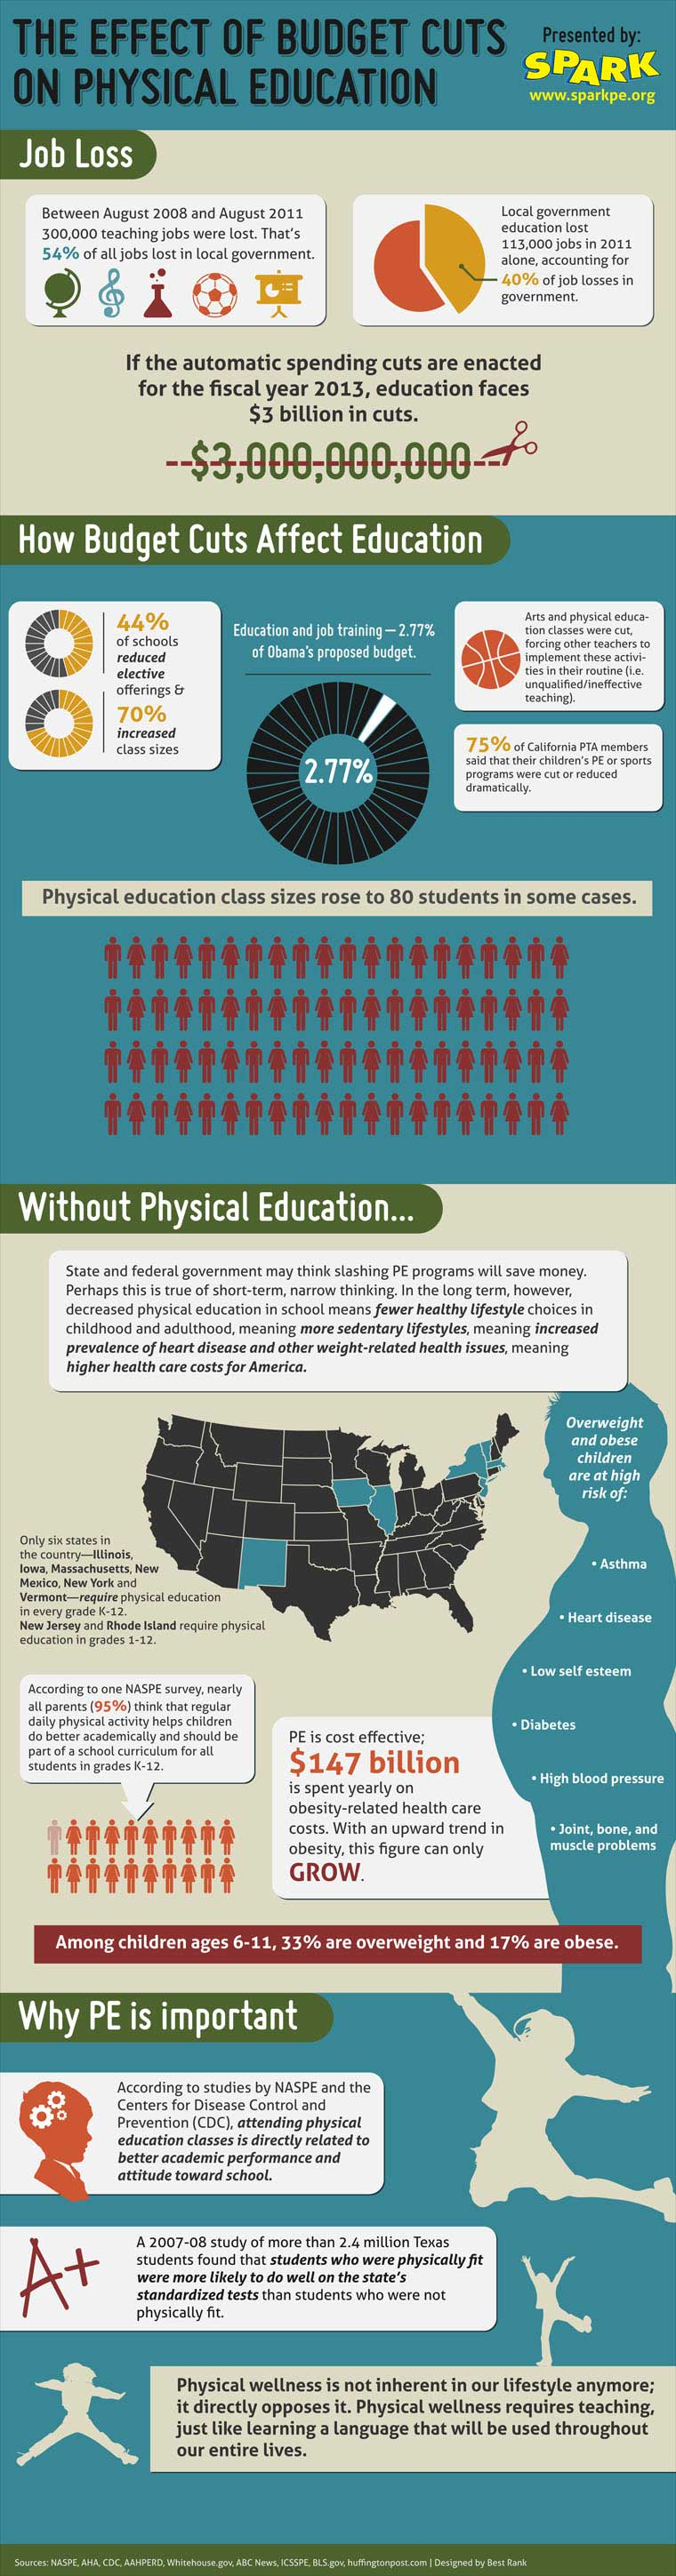 THE EFFECT OF BUDGET CUTS
ON PHYSICAL EDUCATION
Presented by:
SPARK
www.sparkpe.org
Job Loss
Between August 2008 and August 2011
300,000 teaching jobs were lost. That's
54% of all jobs lost in local government.
Local government
education lost
113,000 jobs in 2011
alone, accounting for
40% of job losses in
government.
If the automatic spending cuts are enacted
for the fiscal year 2013, education faces
$3 billion in cuts.
$3,000,000,000
How Budget Cuts Affect Education
44%
of schools
reduced
elective
offerings &
70%
increased
class sizes
Education and job training — 2.77%
of Obama's proposed budget.
2.77%
Arts and physical educa-
tion classes were cut,
forcing other teachers to
implement these activi-
ties in their routine (i.e.
unqualified/ineffective
teaching).
75% of California PTA members
said that their children's PE or sports
programs were cut or reduced
dramatically.
Physical education class sizes rose to 80 students in some cases.
Without Physical Education...
State and federal government may think slashing PE programs will save money.
Perhaps this is true of short-term, narrow thinking. In the long term, however,
decreased physical education in school means fewer healthy lifestyle choices in
childhood and adulthood, meaning more sedentary lifestyles, meaning increased
prevalence of heart disease and other weight-related health issues, meaning
higher health care costs for America.
Overweight
and obese
children
are at high
risk of:
• Asthma
• Heart disease
• Low self esteem
• Diabetes
• High blood pressure
• Joint, bone, and
muscle problems
Only six states in
the country—Illinois,
Iowa, Massachusetts, New
Mexico, New York and
Vermont—require physical education
in every grade K-12.
New Jersey and Rhode Island require physical
education in grades 1-12.
According to one NASPE survey, nearly
all parents (95%) think that regular
daily physical activity helps children
do better academically and should be
part of a school curriculum for all
students in grades K-12.
PE is cost effective;
$147 billion
is spent yearly on
obesity-related health care
costs. With an upward trend in
obesity, this figure can only
GROW.
Among children ages 6-11, 33% are overweight and 17% are obese.
Why PE is important
According to studies by NASPE and the
Centers for Disease Control and
Prevention (CDC), attending physical
education classes is directly related to
better academic performance and
attitude toward school.
A+
A 2007-08 study of more than 2.4 million Texas
students found that students who were physically fit
were more likely to do well on the state's
standardized tests than students who were not
physically fit.
Physical wellness is not inherent in our lifestyle anymore;
it directly opposes it. Physical wellness requires teaching,
just like learning a language that will be used throughout
our entire lives.
Sources: NASPE, AHA, CDC, AAHPERD, Whitehouse.gov, ABC News, ICSSPE, BLS.gov, huffingtonpost.com | Designed by Best Rank